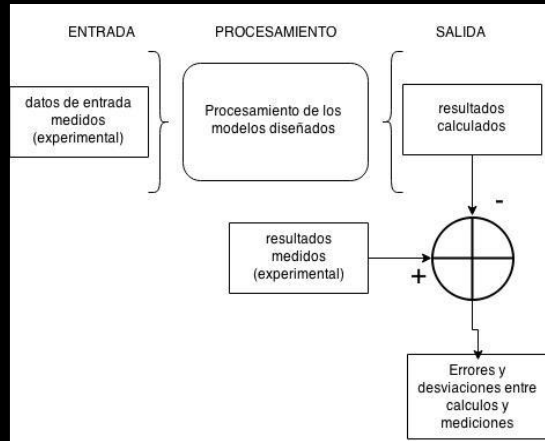 ENTRADA
PROCESAMIENTO
SALIDA
datos de entrada
medidos
(experimental)
Procesamiento de los
modelos diseñados
resultados
calculados
-
resultados
medidos
(experimental)
+
Errores y
desviaciones entre
calculos y
mediciones